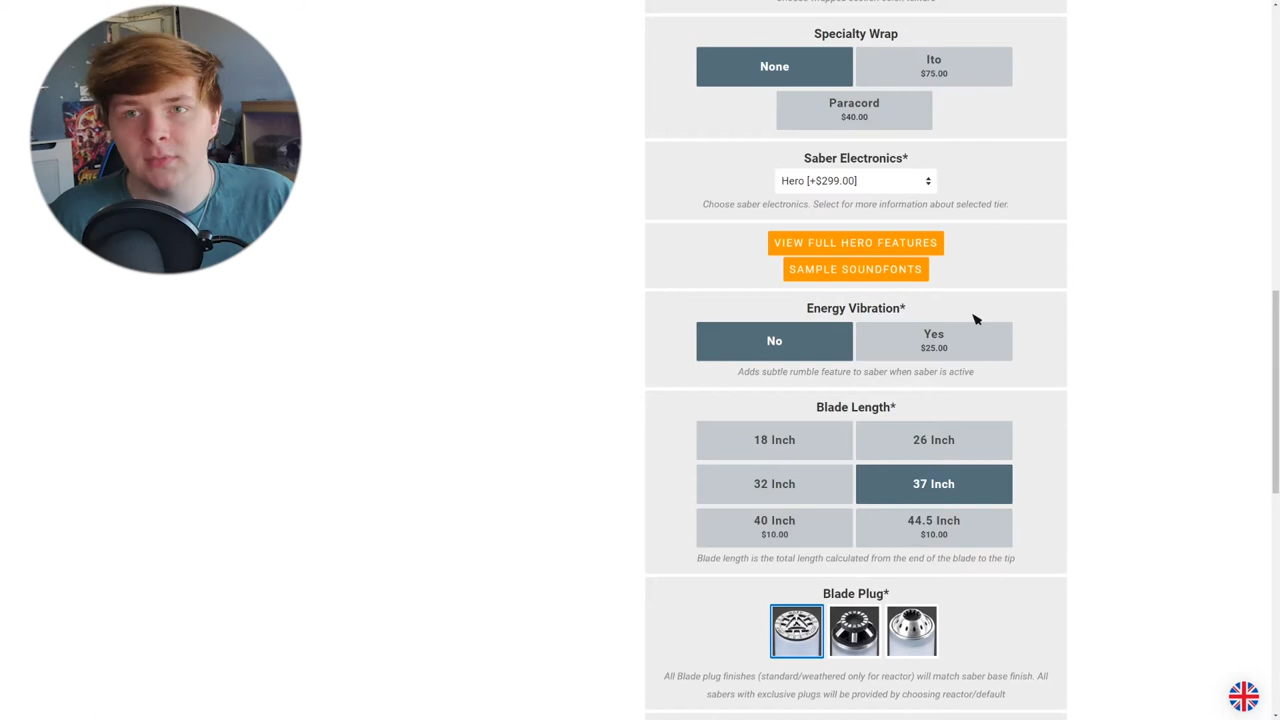 Choose wrapped section color/texture
Specialty Wrap
None
Ito
$75.00
Paracord
$40.00
Saber Electronics*
Hero [+$299.00]
Choose saber electronics. Select for more information about selected tier.
VIEW FULL HERO FEATURES
SAMPLE SOUNDFONTS
Energy Vibration*
No
Yes
$25.00
Adds subtle rumble feature to saber when saber is active
Blade Length*
18 Inch
26 Inch
32 Inch
37 Inch
40 Inch
$10.00
44.5 Inch
$10.00
Blade length is the total length calculated from the end of the blade to the tip
Blade Plug*
All Blade plug finishes (standard/weathered only for reactor) will match saber base finish. All
sabers with exclusive plugs will be provided by choosing reactor/default